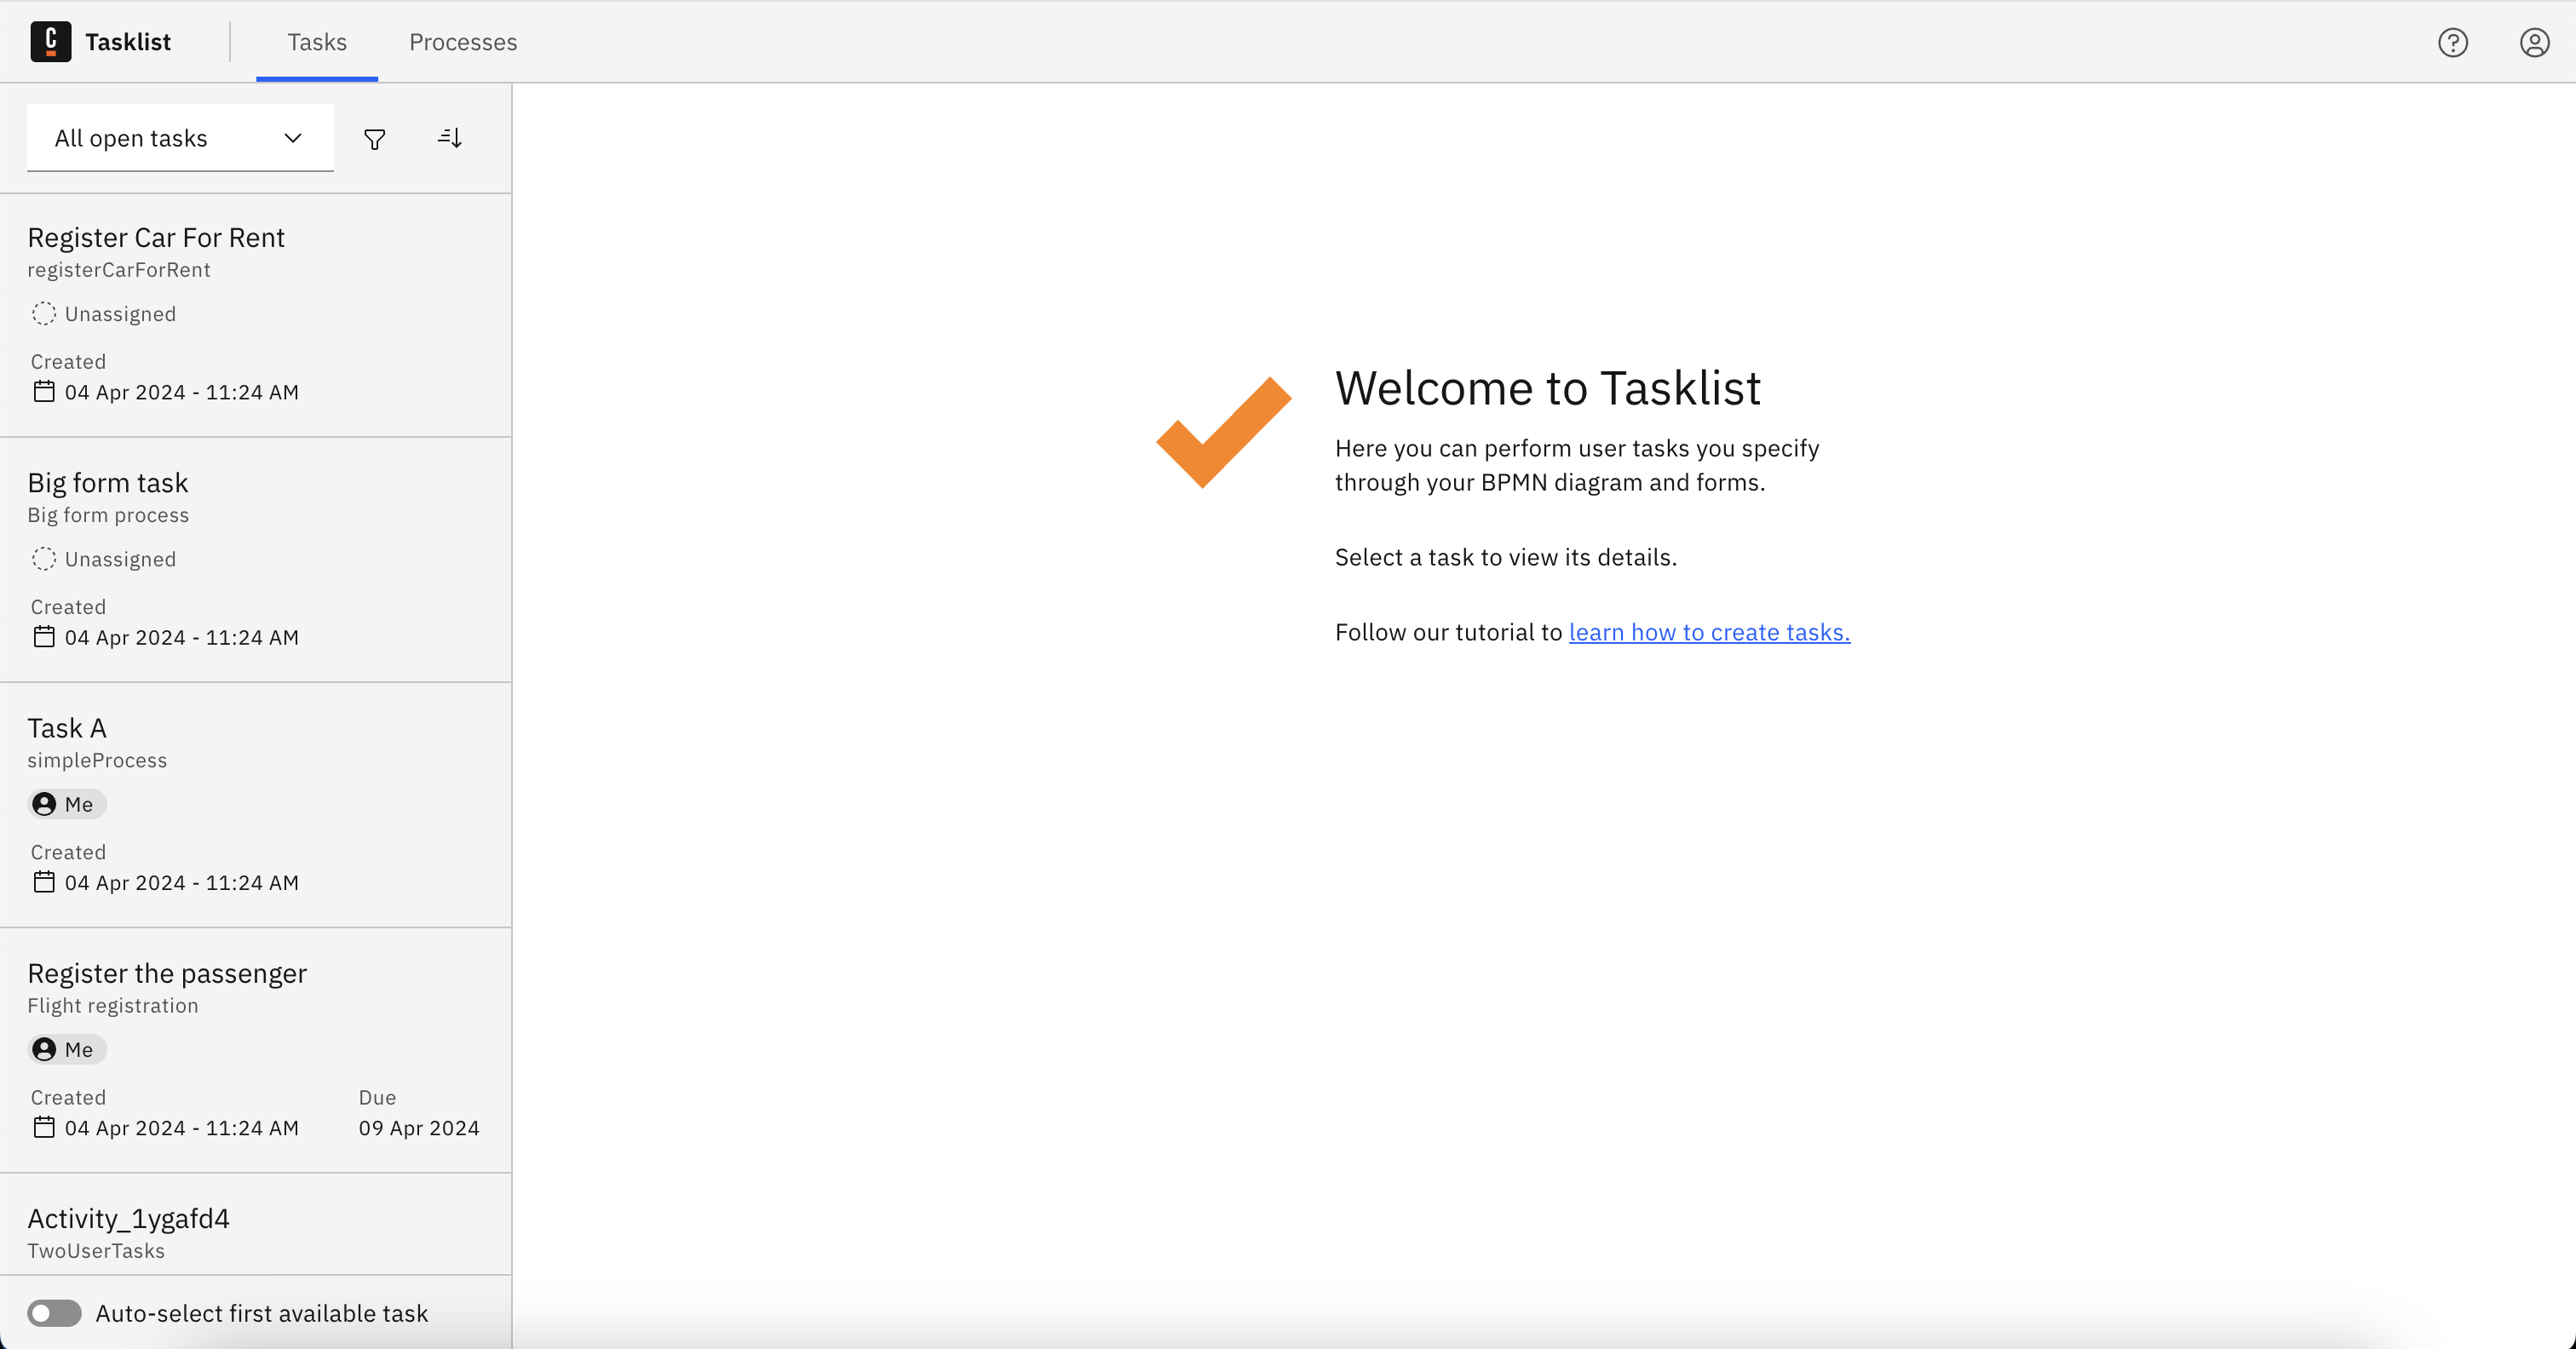 Tasklist
Tasks
Processes
All open tasks
Register Car For Rent
registerCarForRent
Unassigned
Created
04 Apr 2024 - 11:24 AM
Big form task
Big form process
Unassigned
Created
04 Apr 2024 - 11:24 AM
Task A
simpleProcess
Me
Created
04 Apr 2024 - 11:24 AM
Register the passenger
Flight registration
Me
Created
Due
04 Apr 2024 - 11:24 AM
09 Apr 2024
Activity_1ygafd4
TwoUserTasks
Auto-select first available task
Welcome to Tasklist
Here you can perform user tasks you specify
through your BPMN diagram and forms.
Select a task to view its details.
Follow our tutorial to learn how to create tasks.